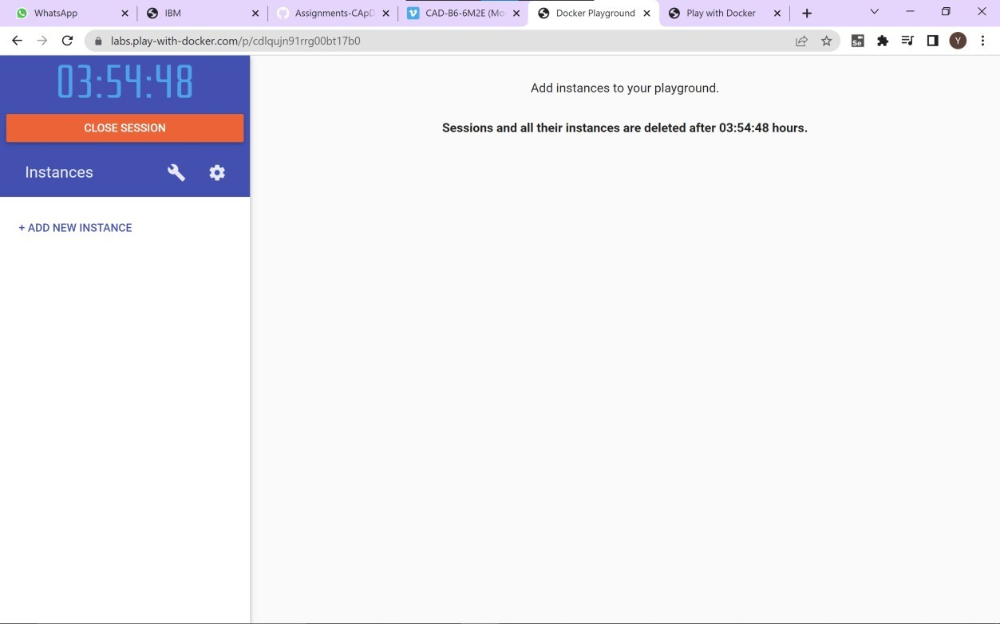 WhatsApp
IBM
Assignments-CApD
CAD-B6-6M2E (Mo
Docker Playground
Play with Docker
labs.play-with-docker.com/p/cdlqujn91rrg00bt17b0
Se
Y
03:54:48
CLOSE SESSION
Instances
+ ADD NEW INSTANCE
Add instances to your playground.
Sessions and all their instances are deleted after 03:54:48 hours.